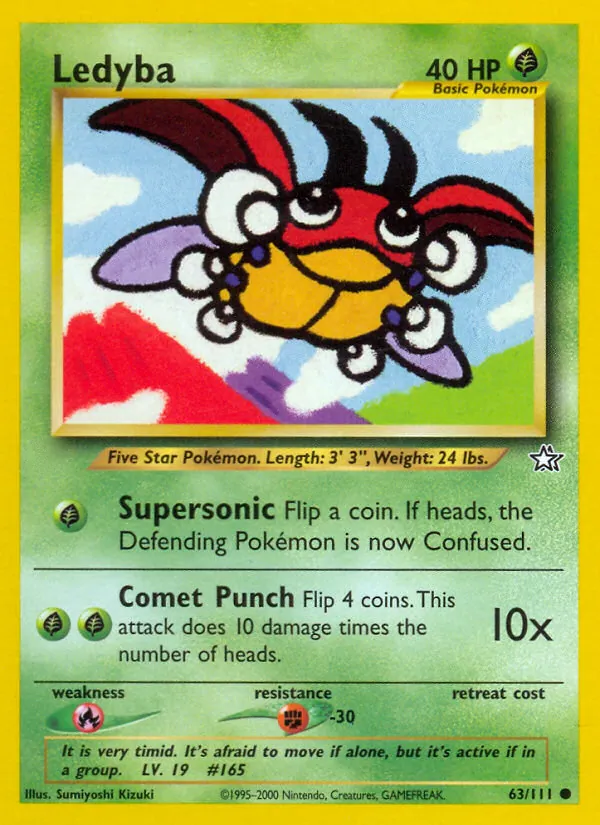 Ledyba
40 HP
Basic Pokémon
Five Star Pokémon. Length: 3' 3", Weight: 24 lbs.
Supersonic Flip a coin. If heads, the
Defending Pokémon is now Confused.
Comet Punch Flip 4 coins. This
attack does 10 damage times the
number of heads.
10x
weakness
resistance
retreat cost
-30
It is very timid. It's afraid to move if alone, but it's active if in
a group. LV. 19 #165
Illus. Sumiyoshi Kizuki
©1995-2000 Nintendo, Creatures, GAMEFREAK.
63/111